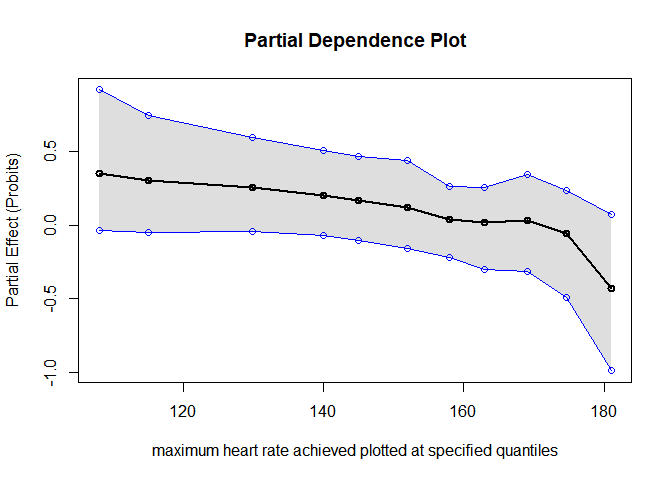 Partial Dependence Plot
Partial Effect (Probits)
0.5
0.0
-0.5
-1.0
120 140 160 180
maximum heart rate achieved plotted at specified quantiles